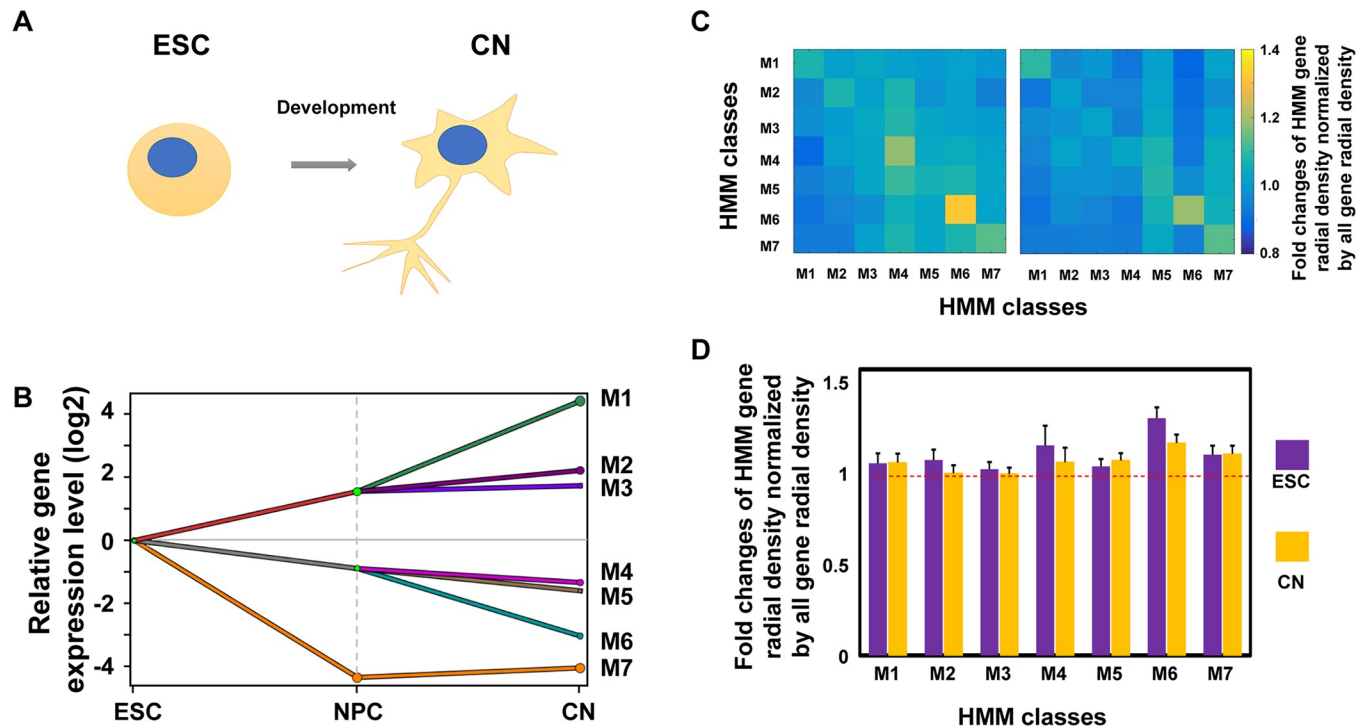 A
ESC
CN
Development
B
Relative gene
expression level (log2)
4
2
0
-2
-4
ESC
NPC
CN
M1
M2
M3
M4
M5
M6
M7
C
HMM classes
M1
M2
M3
M4
M5
M6
M7
M1 M2 M3 M4 M5 M6 M7
M1 M2 M3 M4 M5 M6 M7
HMM classes
1.4
1.2
1.0
0.8
Fold changes of HMM gene
radial density normalized
by all gene radial density
D
Fold changes of HMM gene
radial density normalized
by all gene radial density
1.5
1
0.5
0
M1 M2 M3 M4 M5 M6 M7
HMM classes
ESC
CN